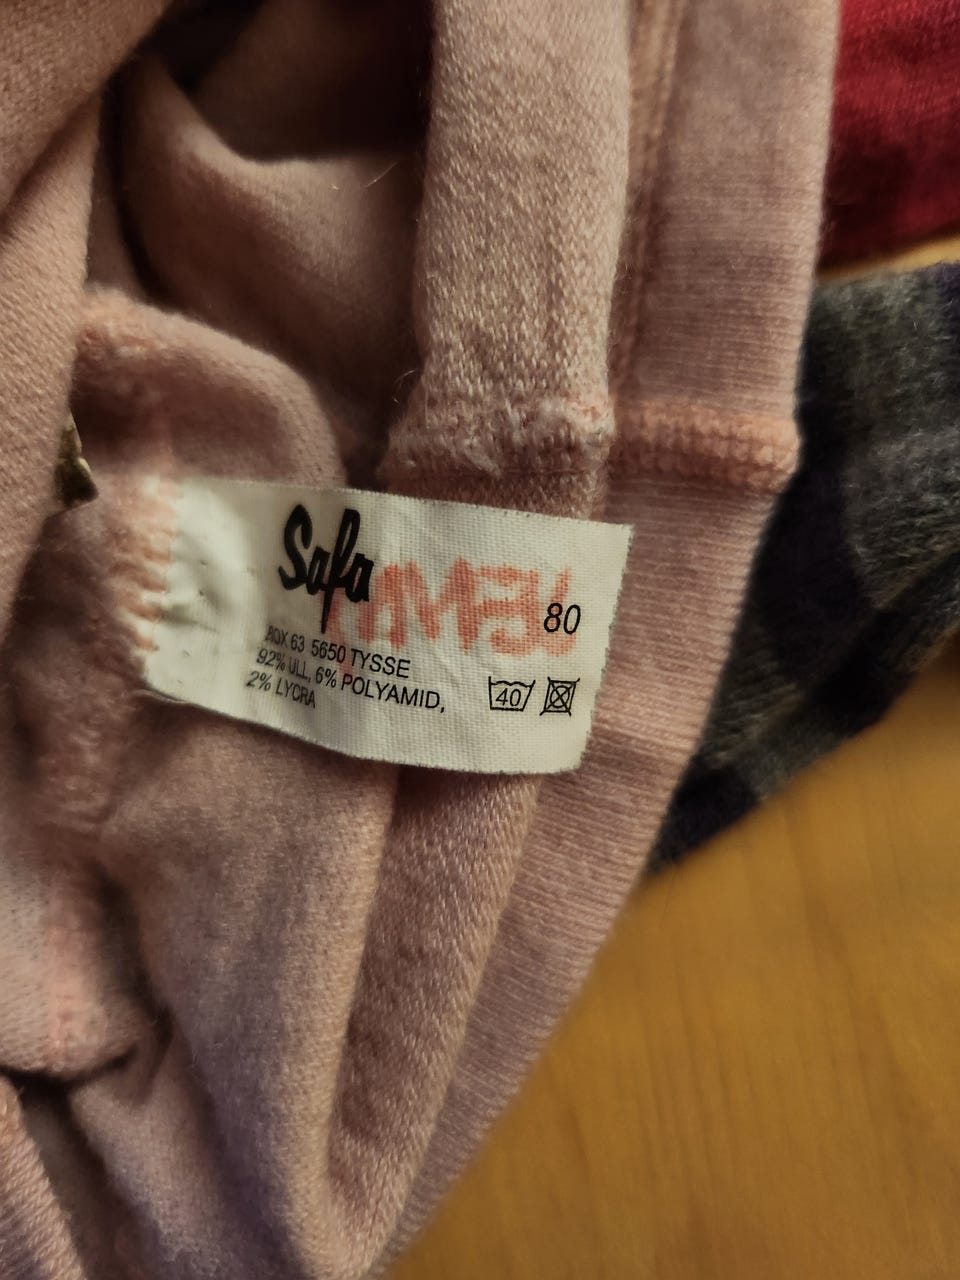 Safa
80
BOX 63 5650 TYSSE
92% ULL, 6% POLYAMID,
2% LYCRA
40